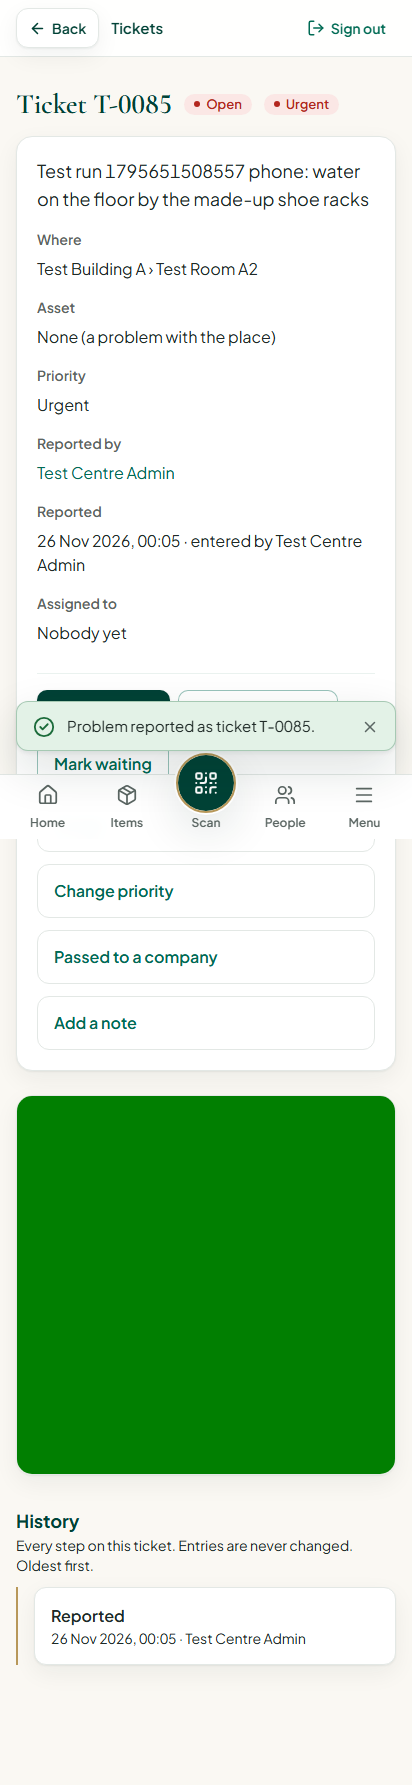 Back
Tickets
Sign out
Ticket T-0085
Open
Urgent
Test run 1795651508557 phone: water
on the floor by the made-up shoe racks
Where
Test Building A › Test Room A2
Asset
None (a problem with the place)
Priority
Urgent
Reported by
Test Centre Admin
Reported
26 Nov 2026, 00:05 · entered by Test Centre
Admin
Assigned to
Nobody yet
Problem reported as ticket T-0085.
Mark waiting
Home
Items
Scan
People
Menu
Change priority
Passed to a company
Add a note
History
Every step on this ticket. Entries are never changed.
Oldest first.
Reported
26 Nov 2026, 00:05 · Test Centre Admin